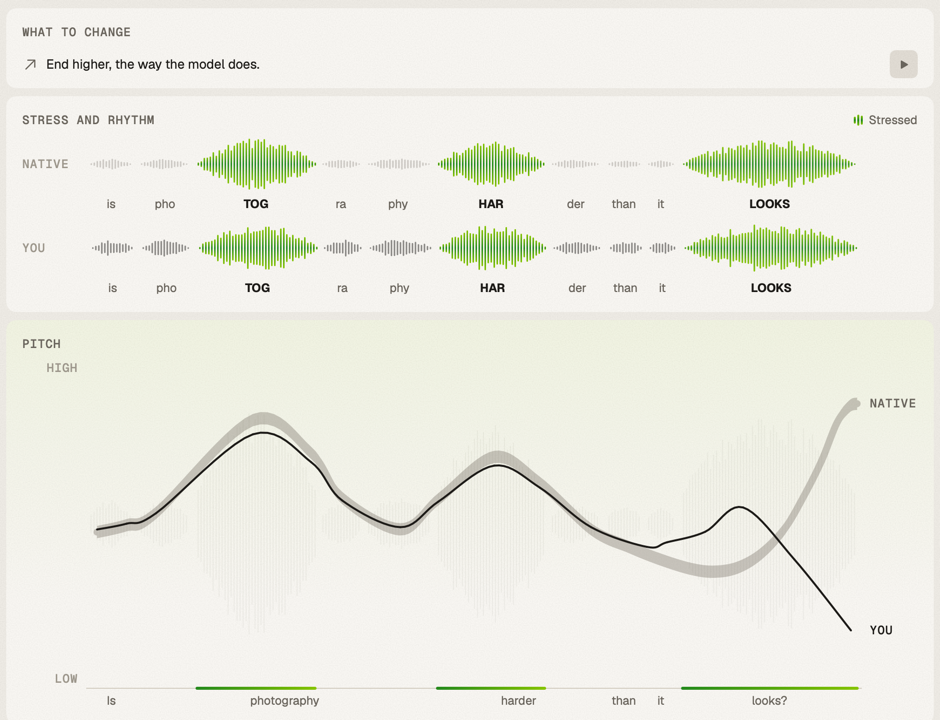 WHAT TO CHANGE
End higher, the way the model does.
STRESS AND RHYTHM
Stressed
NATIVE
is pho TOG ra phy HAR der than it LOOKS
YOU
is pho TOG ra phy HAR der than it LOOKS
PITCH
HIGH
NATIVE
YOU
LOW
Is photography harder than it looks?